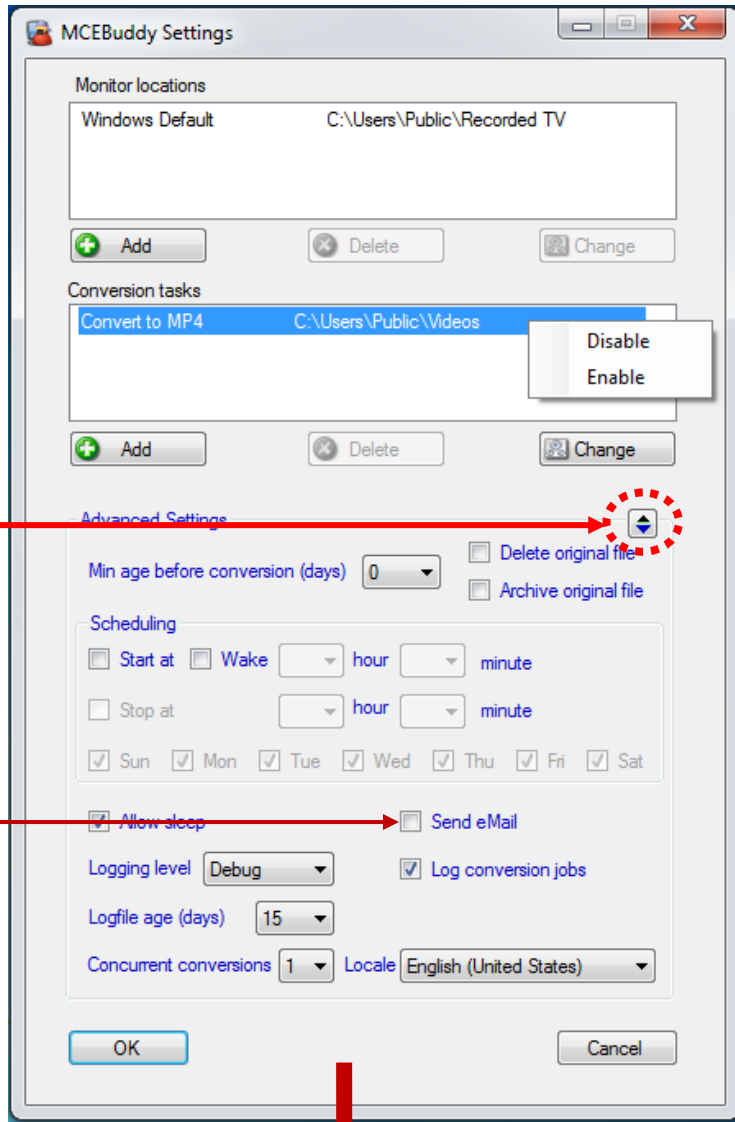 MCEBuddy Settings
Monitor locations
Windows Default C:\Users\Public\Recorded TV
Add Delete Change
Conversion tasks
Convert to MP4 C:\Users\Public\Videos
Disable
Enable
Add Delete Change
Advanced Settings
Min age before conversion (days) 0 Delete original file
Archive original file
Scheduling
Start at Wake hour minute
Stop at hour minute
Sun Mon Tue Wed Thu Fri Sat
Allow sleep Send eMail
Logging level Debug Log conversion jobs
Logfile age (days) 15
Concurrent conversions 1 Locale English (United States)
OK Cancel